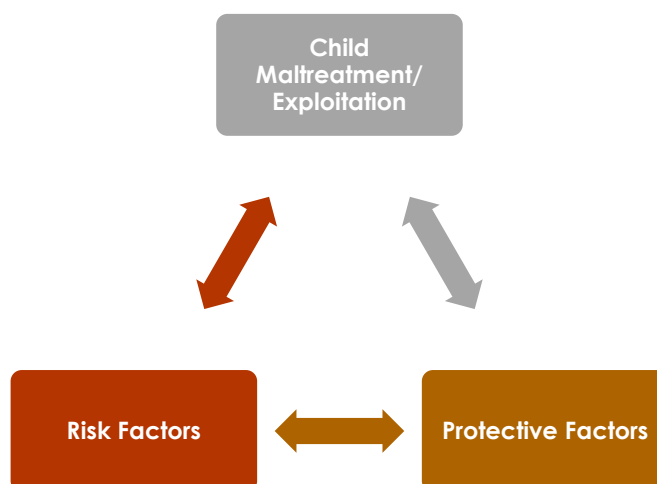 Child
Maltreatment/
Exploitation
Risk Factors
Protective Factors